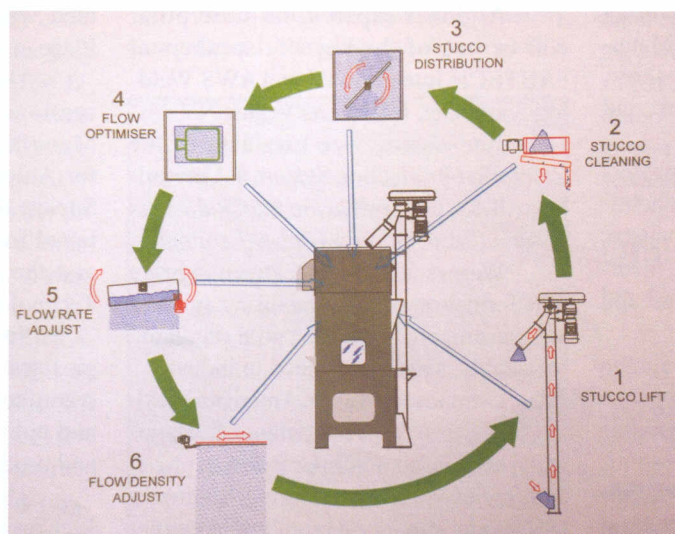 1
STUCCO LIFT
2
STUCCO
CLEANING
3
STUCCO
DISTRIBUTION
4
FLOW
OPTIMISER
5
FLOW RATE
ADJUST
6
FLOW DENSITY
ADJUST